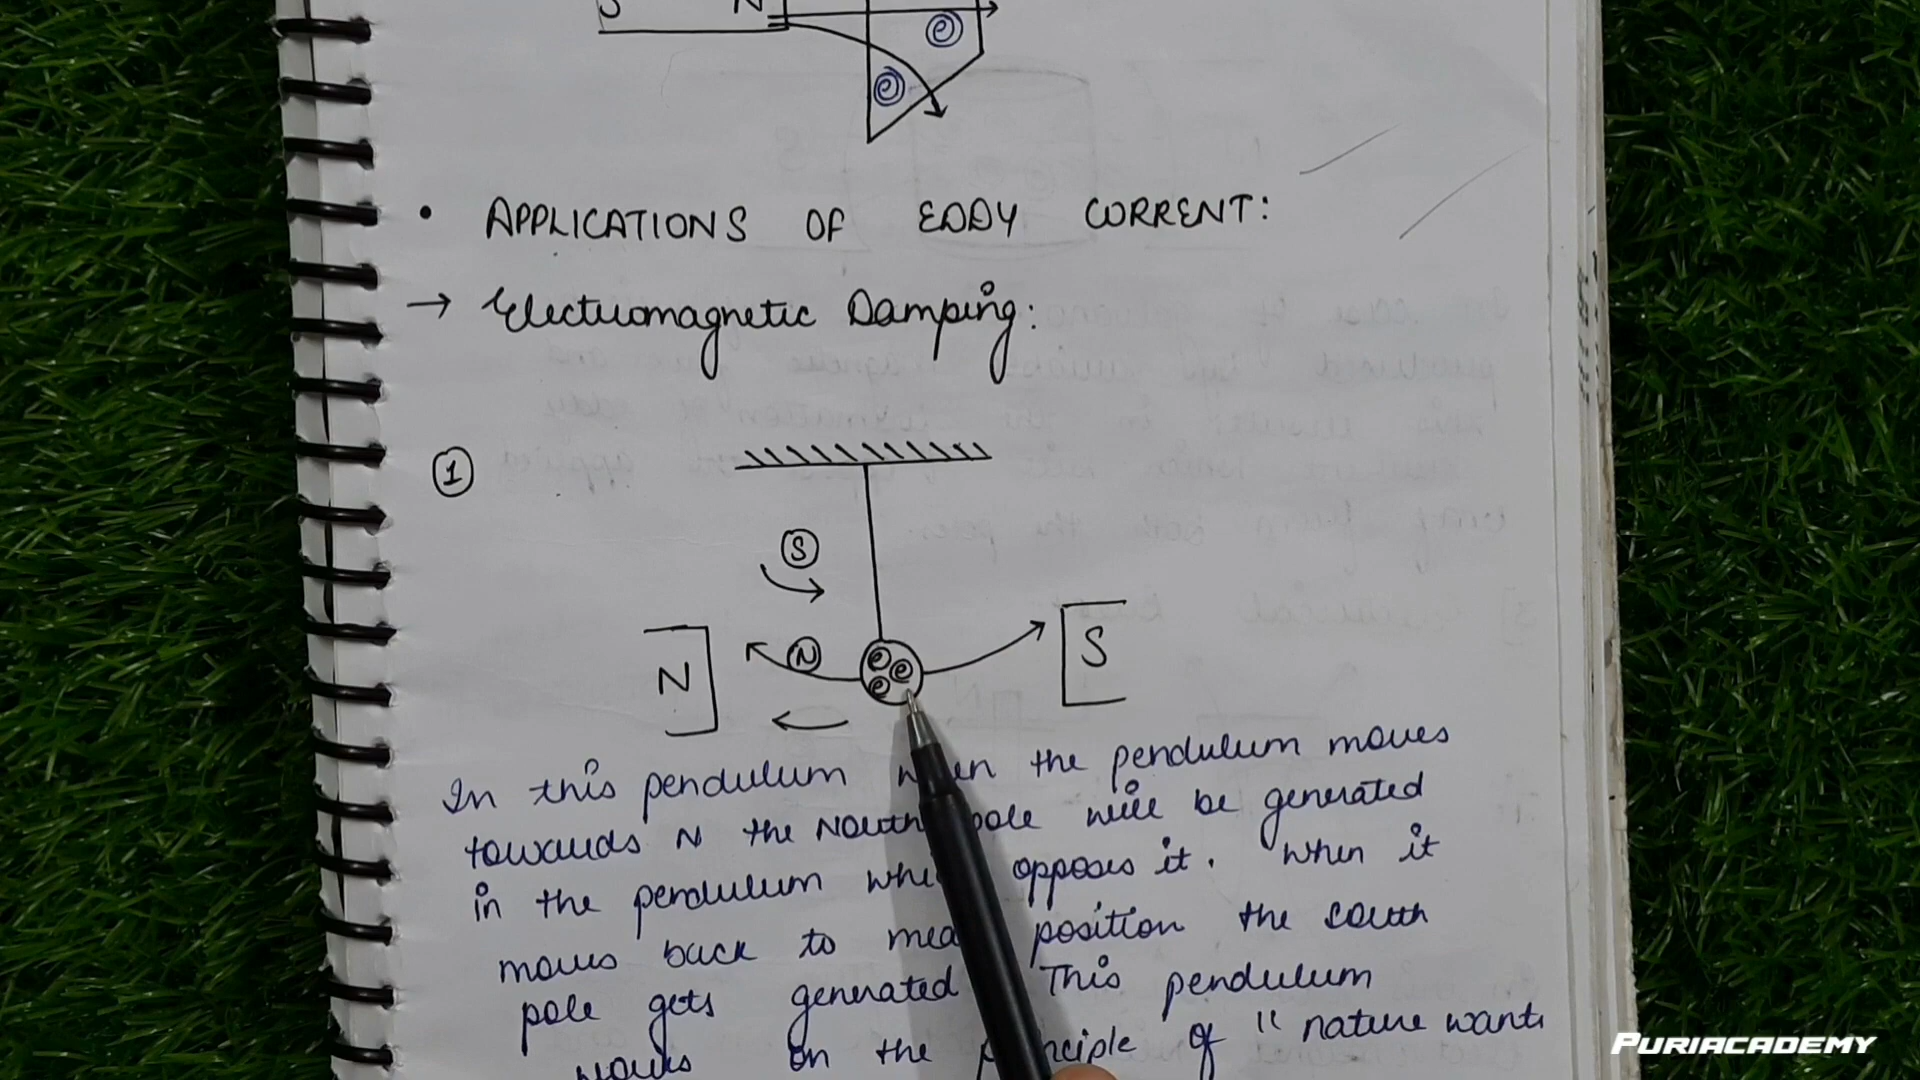 S N
e
e
• APPLICATIONS OF EDDY CURRENT:
→ Electromagnetic Damping:
1
S
N N e e e S
In this pendulum when the pendulum moves
towards N the North pole will be generated
in the pendulum opposes it. When it
moves back to position the south
pole gets generated This pendulum
works on the of " nature wants
PURIACADEMY